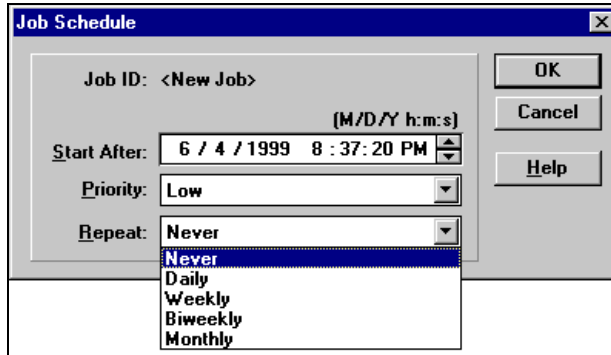 Job Schedule
Job ID: <New Job>
(M/D/Y h:m:s)
Start After: 6 / 4 / 1999 8 : 37: 20 PM
Priority: Low
Repeat: Never
Never
Daily
Weekly
Biweekly
Monthly
OK
Cancel
Help